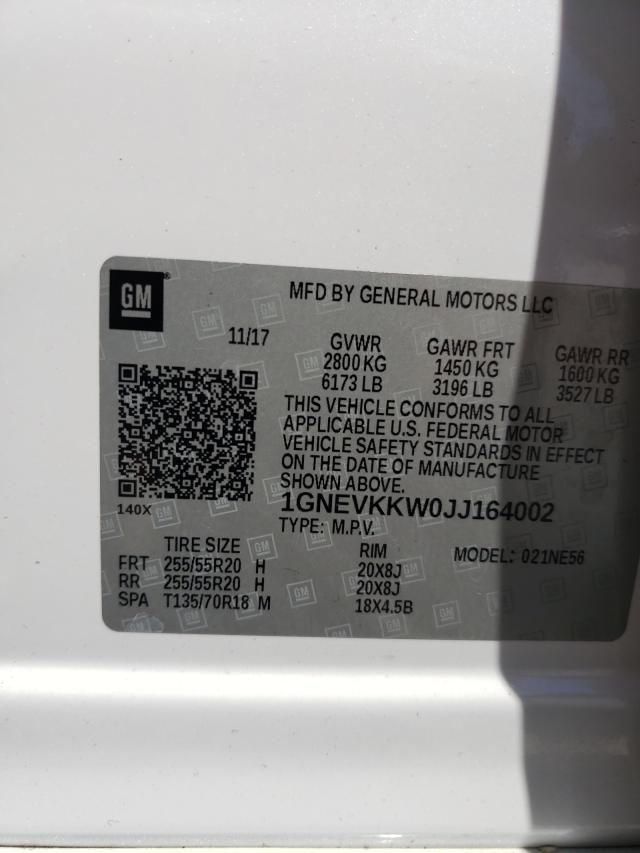 GM
MFD BY GENERAL MOTORS LLC
11/17
GVWR GAWR FRT GAWR RR
2800 KG 1450 KG 1600 KG
6173 LB 3196 LB 3527 LB
THIS VEHICLE CONFORMS TO ALL
APPLICABLE U.S. FEDERAL MOTOR
VEHICLE SAFETY STANDARDS IN EFFECT
ON THE DATE OF MANUFACTURE
SHOWN ABOVE.
140X
1GNEVKKW0JJ164002
TYPE: M.P.V.
TIRE SIZE RIM MODEL: 021NE56
FRT 255/55R20 H 20X8J
RR 255/55R20 H 20X8J
SPA T135/70R18 M 18X4.5B